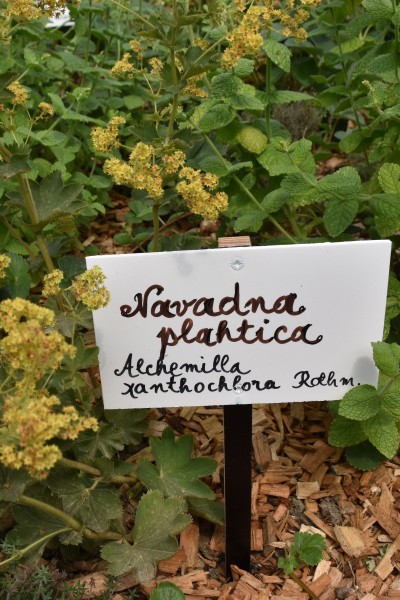 Navadna
plahtica
Alchemilla
xanthochlora Rothm.